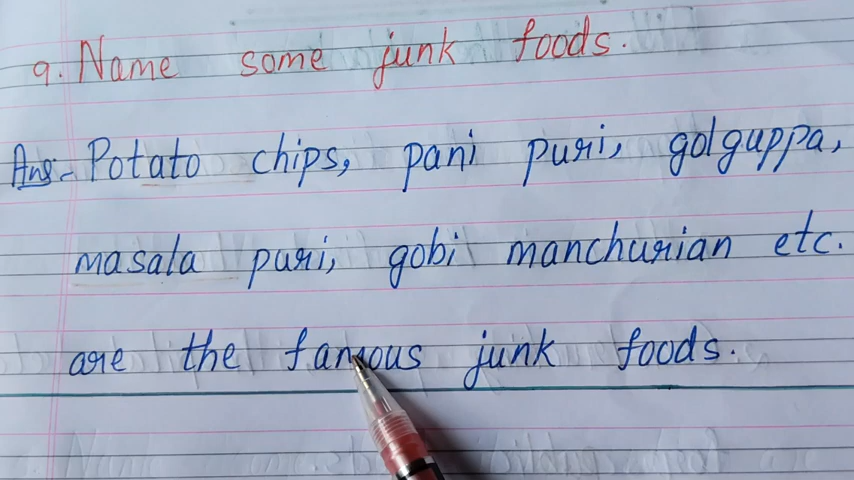 9. Name some junk foods.
Ans:- Potato chips, pani puri, golguppa,
masala puri, gobi manchurian etc.
are the famous junk foods.